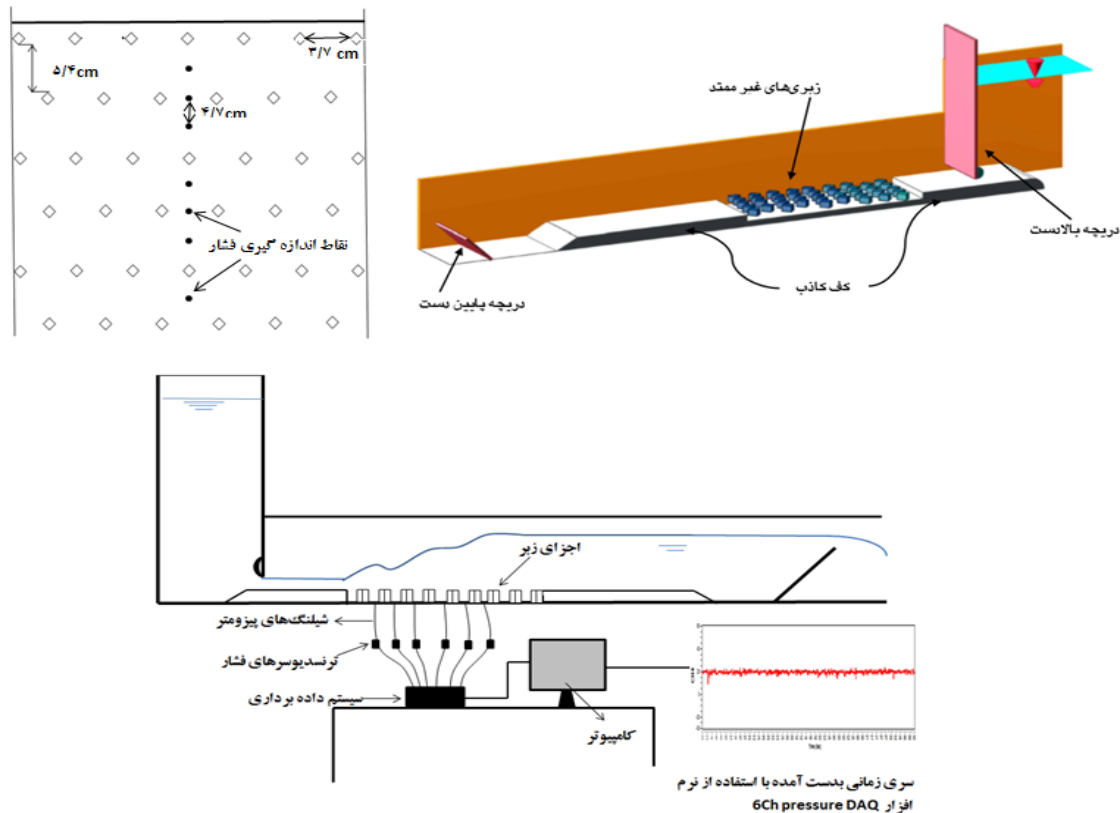 ۳/۷ cm
۵/۴cm
۴/۷cm
نقاط اندازه گیری فشار
زبری‌های غیر ممتد
دریچه بالادست
کف کاذب
دریچه پایین دست
اجزای زبر
شیلنگ‌های پیزومتر
ترنسدیوسرهای فشار
سیستم داده برداری
کامپیوتر
سری زمانی بدست آمده با استفاده از نرم
افزار 6Ch pressure DAQ